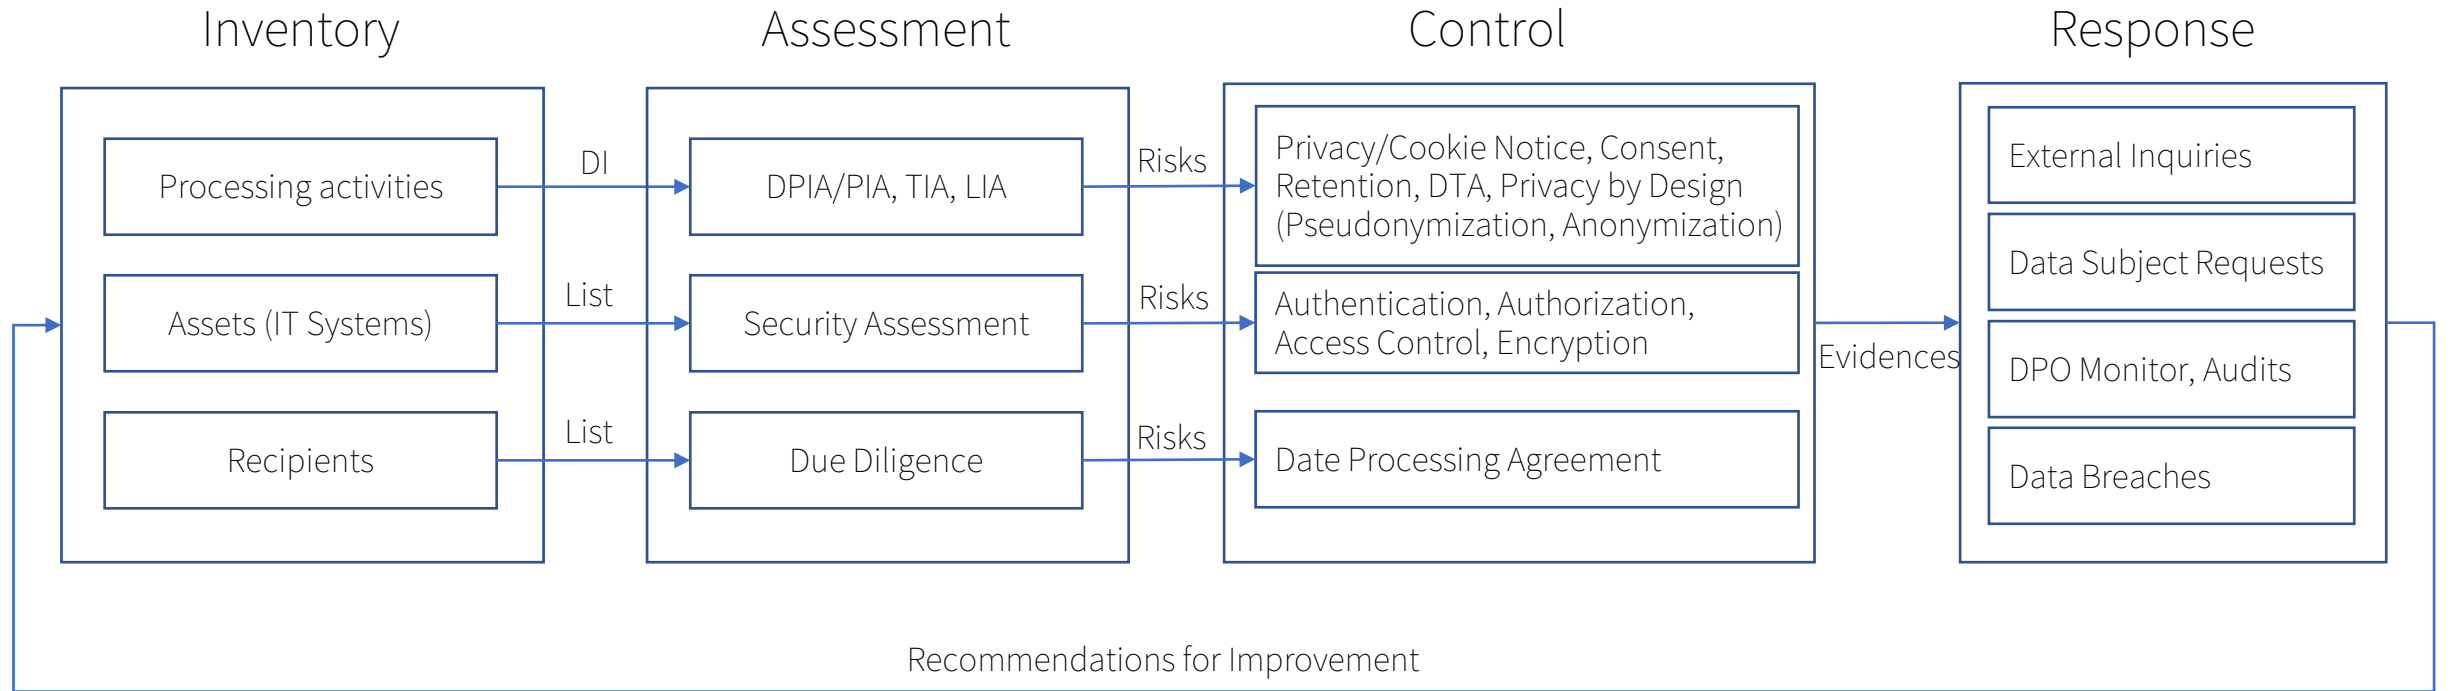 Inventory
Assessment
Control
Response
Processing activities
DI
DPIA/PIA, TIA, LIA
Risks
Privacy/Cookie Notice, Consent,
Retention, DTA, Privacy by Design
(Pseudonymization, Anonymization)
External Inquiries
Data Subject Requests
Assets (IT Systems)
List
Security Assessment
Risks
Authentication, Authorization,
Access Control, Encryption
Evidences
DPO Monitor, Audits
Recipients
List
Due Diligence
Risks
Date Processing Agreement
Data Breaches
Recommendations for Improvement